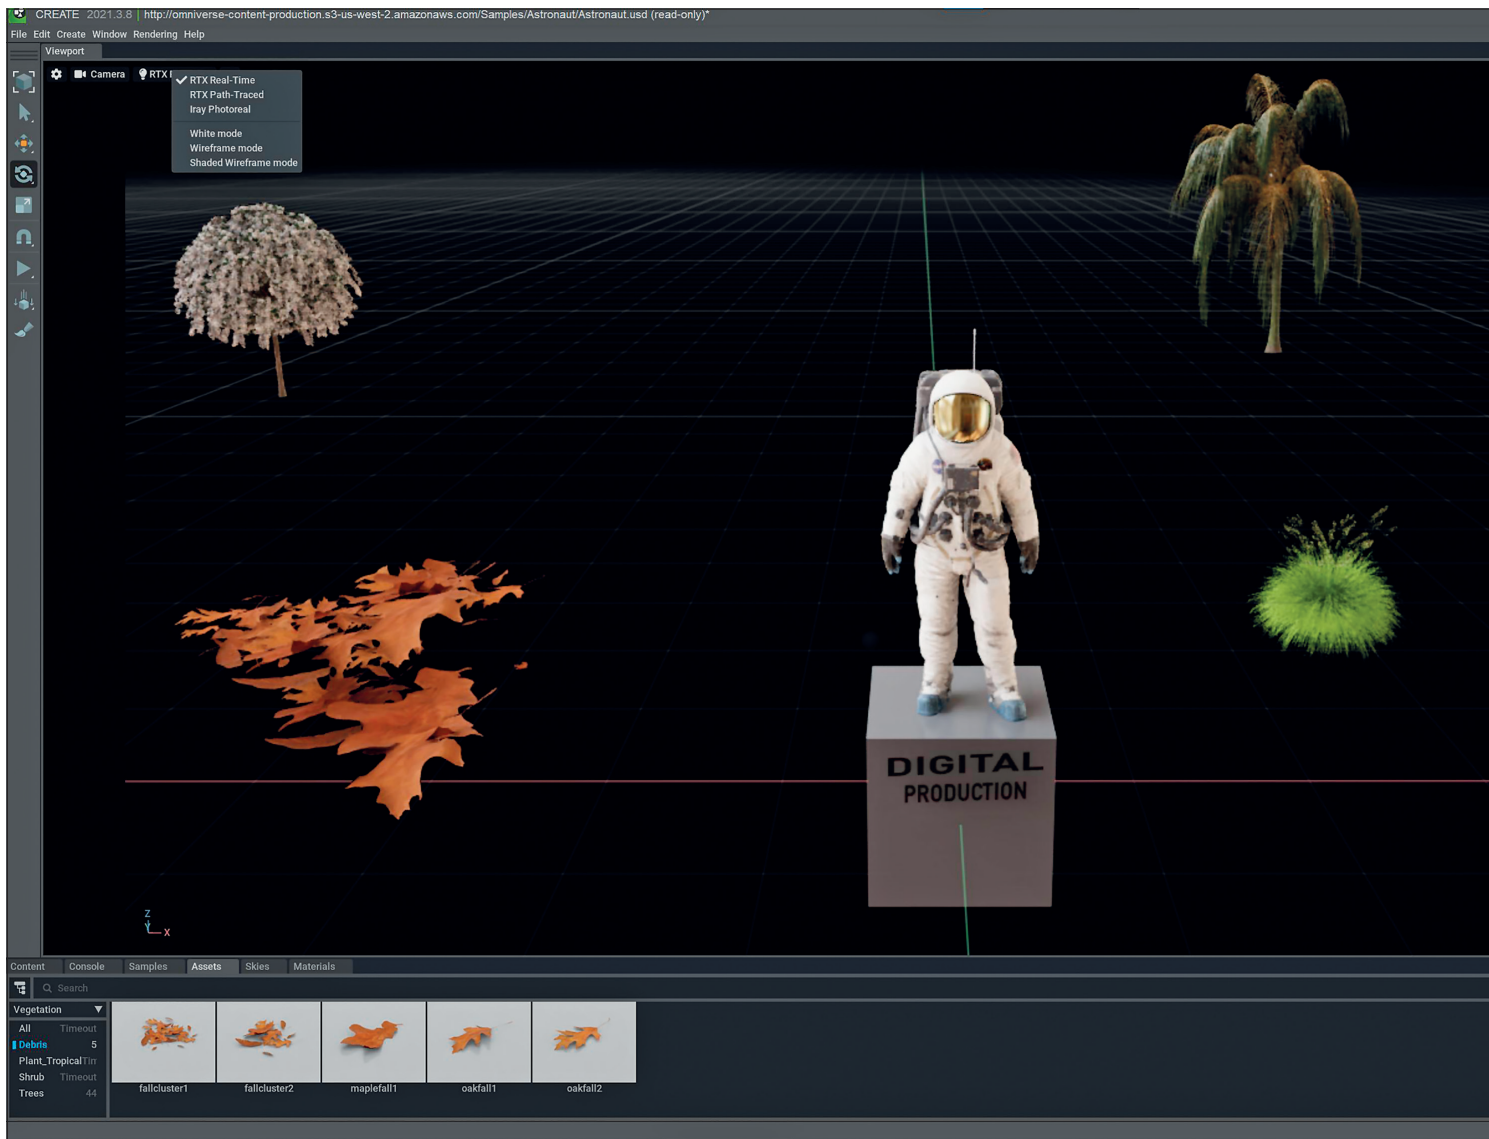 CREATE 2021.3.8 | http://omniverse-content-production.s3-us-west-2.amazonaws.com/Samples/Astronaut/Astronaut.usd (read-only)*
File Edit Create Window Rendering Help
Viewport
Camera RTX
RTX Real-Time
RTX Path-Traced
Iray Photoreal
White mode
Wireframe mode
Shaded Wireframe mode
DIGITAL
PRODUCTION
Z
Y
X
Content Console Samples Assets Skies Materials
Search
Vegetation
All Timeout
Debris 5
Plant_Tropical Tim
Shrub Timeout
Trees 44
fallcluster1 fallcluster2 maplefall1 oakfall1 oakfall2